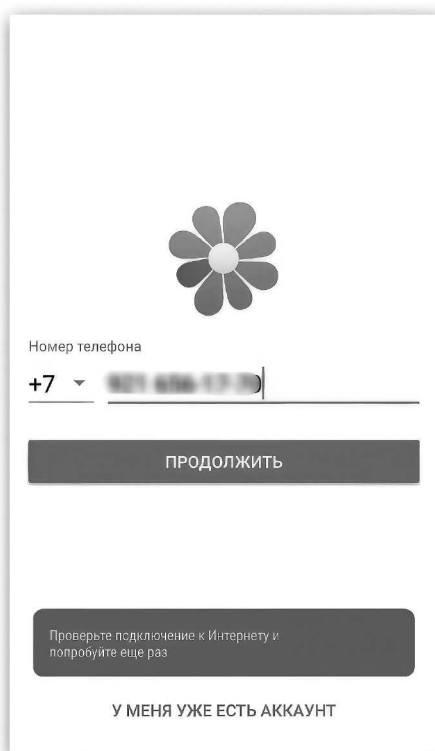 Номер телефона
+7
ПРОДОЛЖИТЬ
Проверьте подключение к Интернету и
попробуйте еще раз
У МЕНЯ УЖЕ ЕСТЬ АККАУНТ